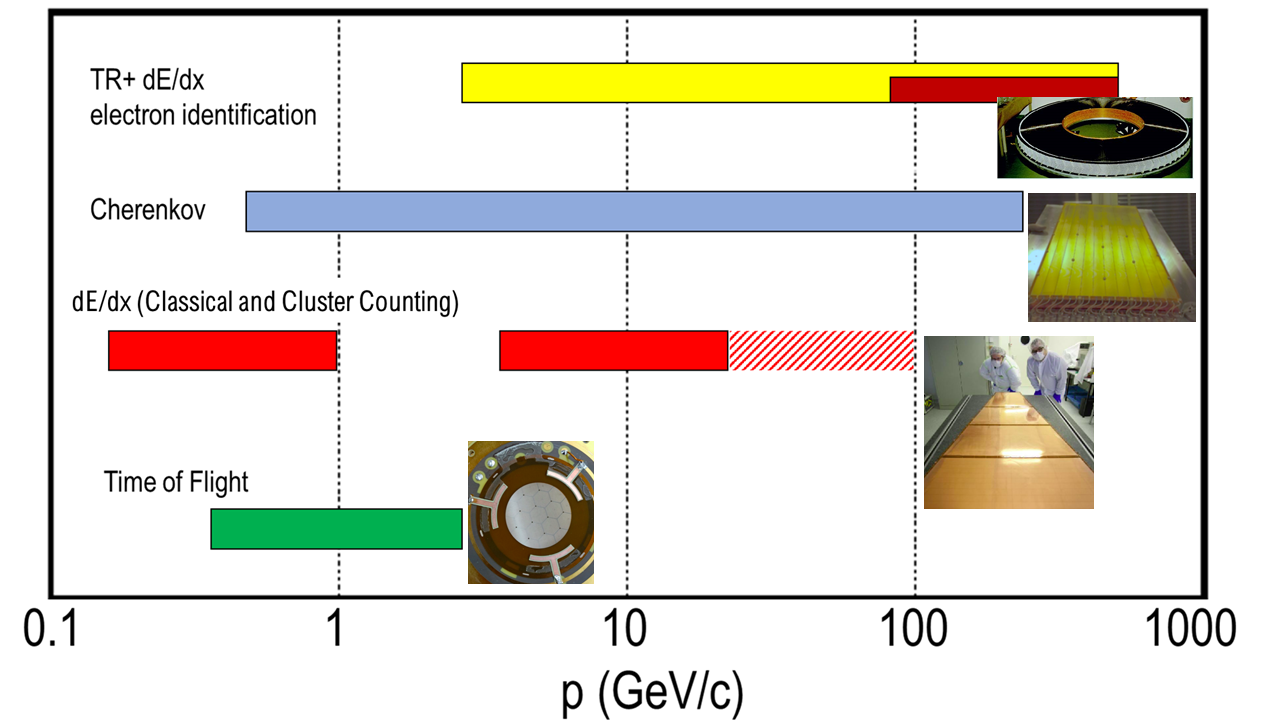 TR+ dE/dx
electron identification
Cherenkov
dE/dx (Classical and Cluster Counting)
Time of Flight
0.1 1 10 100 1000
p (GeV/c)